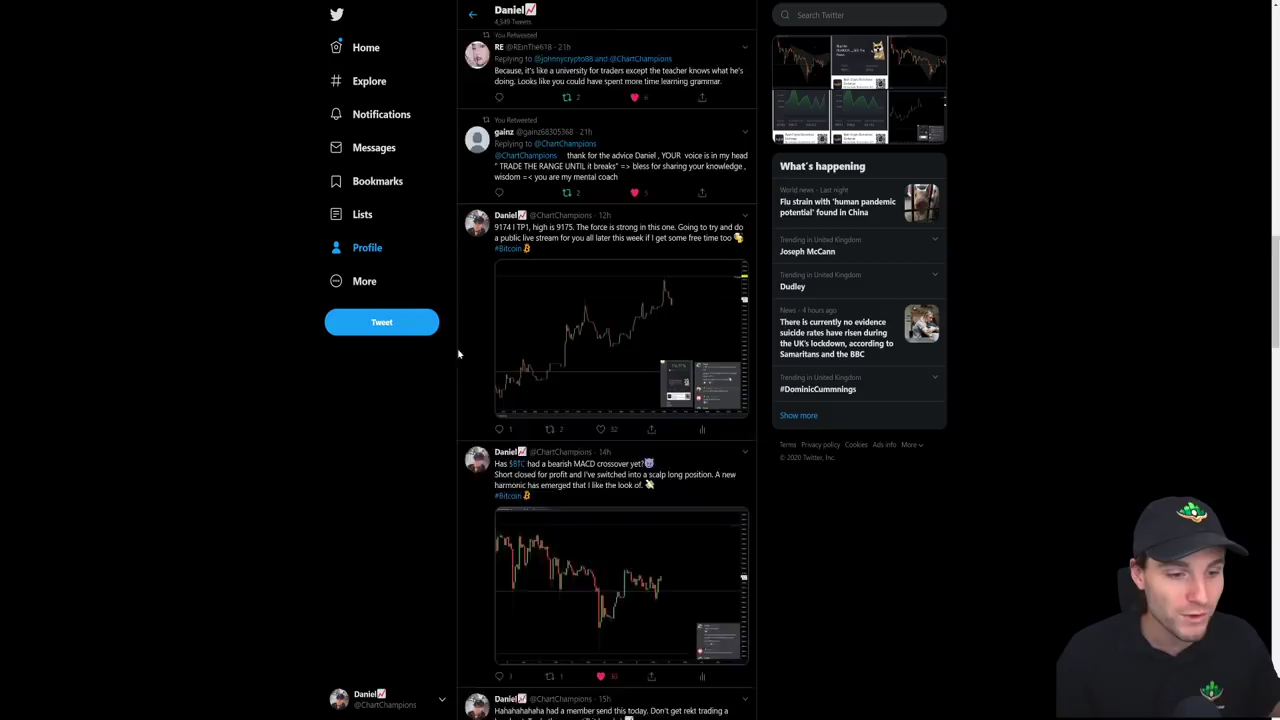 Home
Explore
Notifications
Messages
Bookmarks
Lists
Profile
More
Tweet
Daniel
@ChartChampions
Daniel
4,349 Tweets
You Retweeted
RE @REinThe618 · 21h
Replying to @johnnycrypto88 and @ChartChampions
Because, it's like a university for traders except the teacher knows what he's
doing. Looks like you could have spent more time learning grammar.
2
6
You Retweeted
gainz @gainz68305368 · 21h
Replying to @ChartChampions
@ChartChampions thank for the advice Daniel , YOUR voice is in my head
" TRADE THE RANGE UNTIL it breaks" => bless for sharing your knowledge ,
wisdom =< you are my mental coach
2
5
Daniel @ChartChampions · 12h
9174 I TP1, high is 9175. The force is strong in this one. Going to try and do
a public live stream for you all later this week if I get some free time too
#Bitcoin
1
2
52
Daniel @ChartChampions · 14h
Has $BTC had a bearish MACD crossover yet?
Short closed for profit and I've switched into a scalp long position. A new
harmonic has emerged that I like the look of.
#Bitcoin
3
1
Daniel @ChartChampions · 15h
Hahahahahaha had a member send this today. Don't get rekt trading a
Search Twitter
What's happening
World news · Last night
Flu strain with 'human pandemic
potential' found in China
Trending in United Kingdom
Joseph McCann
Trending in United Kingdom
Dudley
News · 4 hours ago
There is currently no evidence
suicide rates have risen during
the UK's lockdown, according to
Samaritans and the BBC
Trending in United Kingdom
#DominicCummnings
Show more
Terms Privacy policy Cookies Ads info More
© 2020 Twitter, Inc.